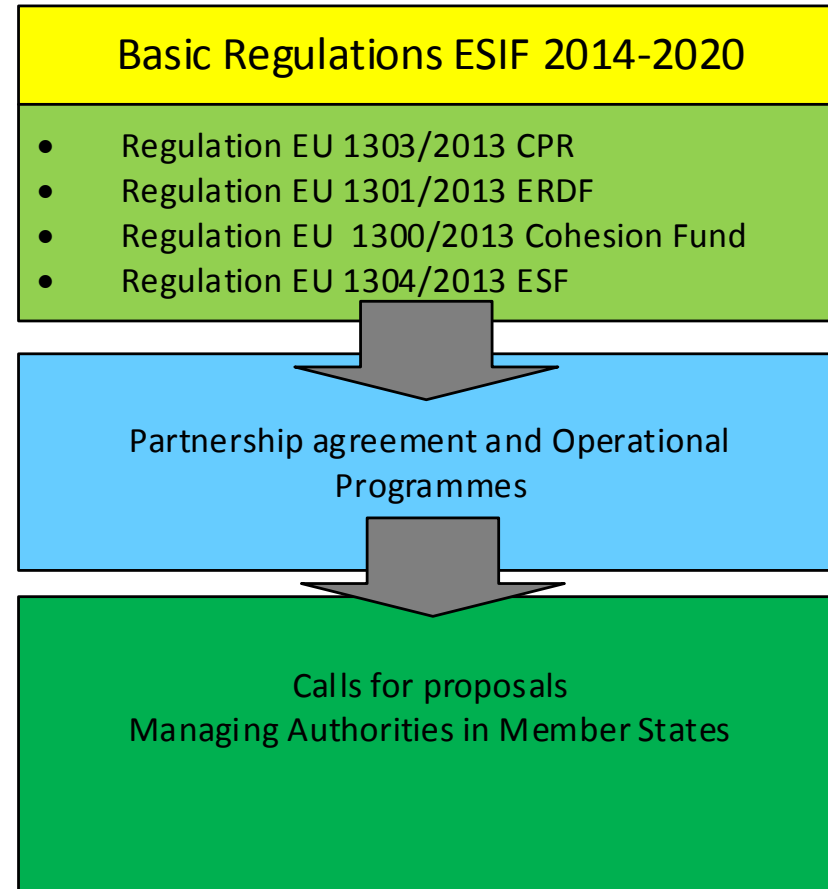 Basic Regulations ESIF 2014-2020
• Regulation EU 1303/2013 CPR
• Regulation EU 1301/2013 ERDF
• Regulation EU 1300/2013 Cohesion Fund
• Regulation EU 1304/2013 ESF
Partnership agreement and Operational
Programmes
Calls for proposals
Managing Authorities in Member States